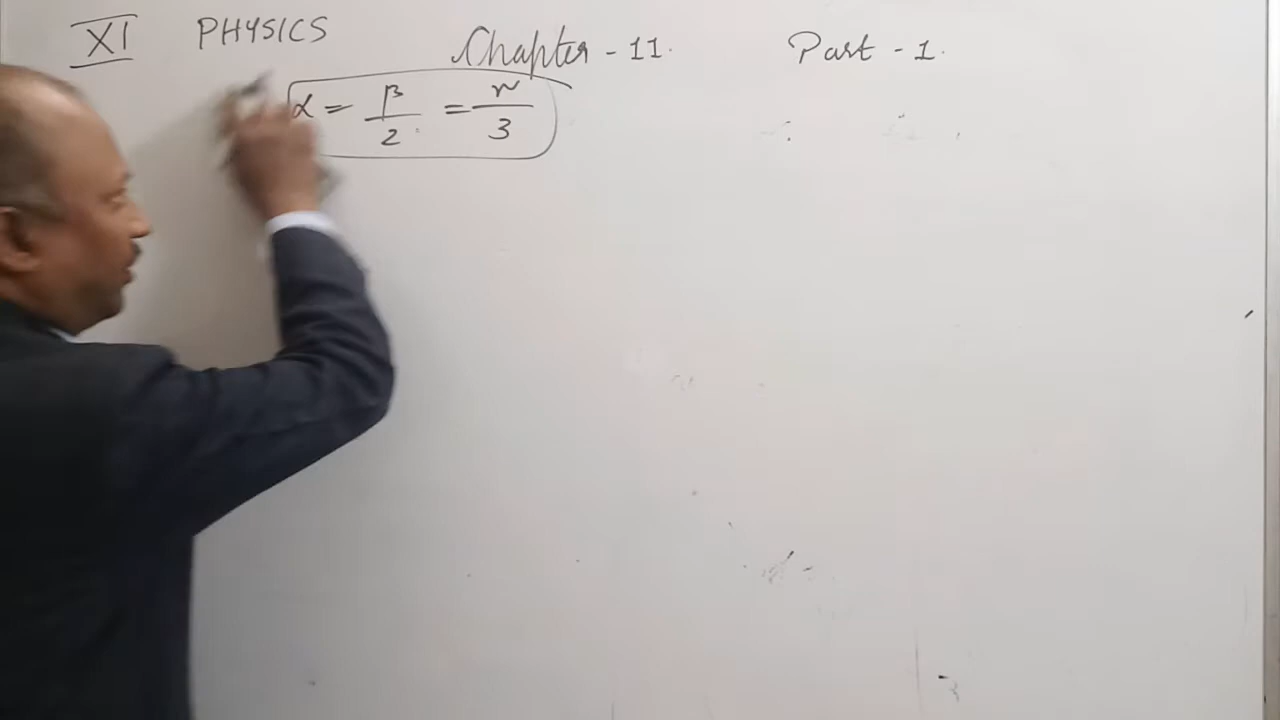 XI PHYSICS Chapter - 11. Part - 1.
α = β/2 = γ/3